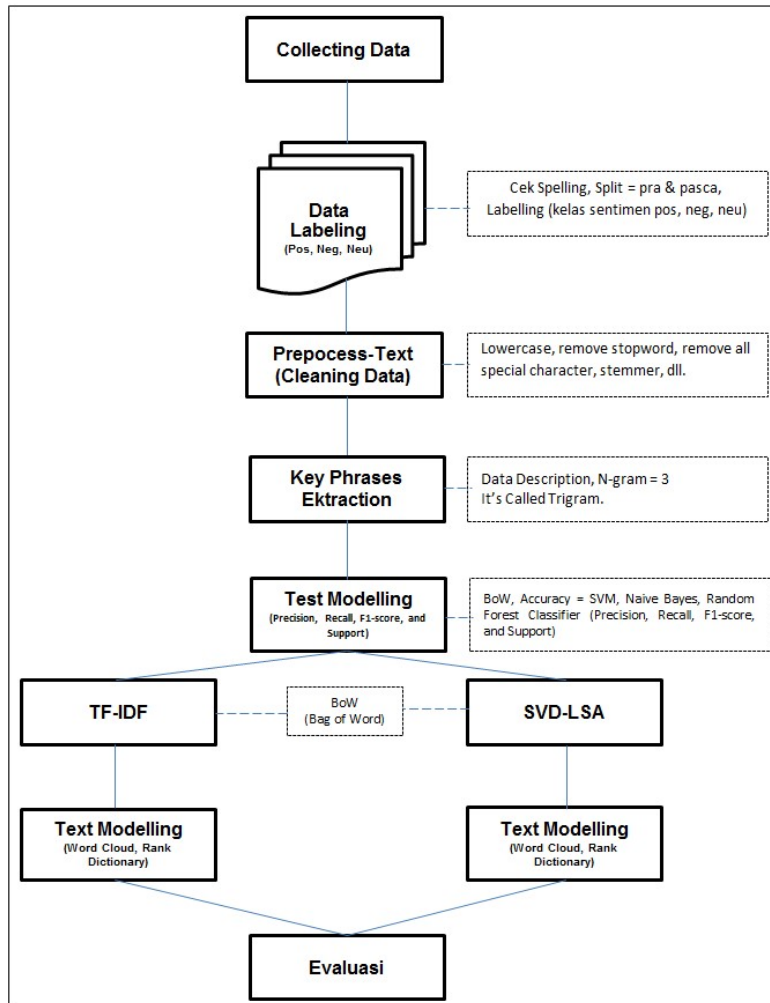 Collecting Data
Data
Labeling
(Pos, Neg, Neu)
Cek Spelling, Split = pra & pasca,
Labelling (kelas sentimen pos, neg, neu)
Prepocess-Text
(Cleaning Data)
Lowercase, remove stopword, remove all
special character, stemmer, dll.
Key Phrases
Ektraction
Data Description, N-gram = 3
It's Called Trigram.
Test Modelling
(Precision, Recall, F1-score, and
Support)
BoW, Accuracy = SVM, Naive Bayes, Random
Forest Classifier (Precision, Recall, F1-score,
and Support)
TF-IDF
BoW
(Bag of Word)
SVD-LSA
Text Modelling
(Word Cloud, Rank
Dictionary)
Text Modelling
(Word Cloud, Rank
Dictionary)
Evaluasi